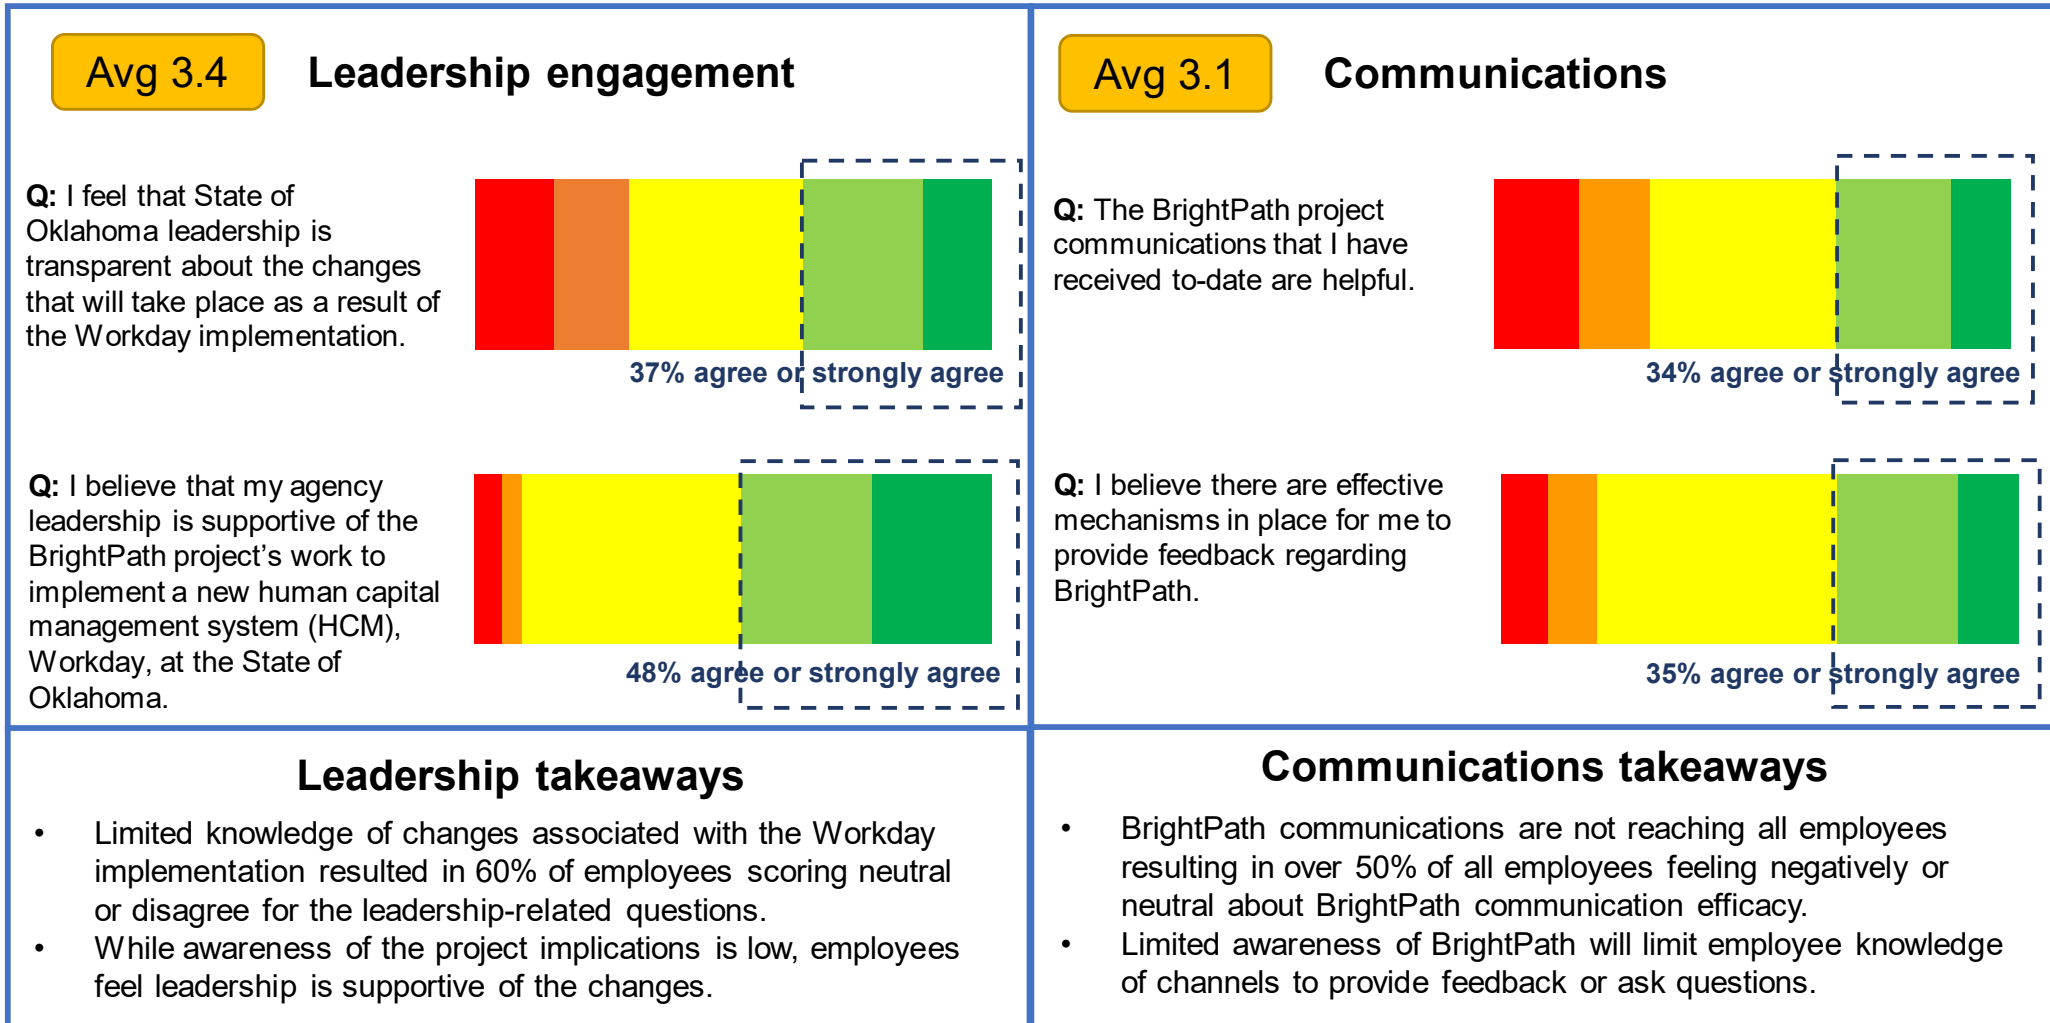 Avg 3.4
Leadership engagement
Q: I feel that State of
Oklahoma leadership is
transparent about the changes
that will take place as a result of
the Workday implementation.
37% agree or strongly agree
Q: I believe that my agency
leadership is supportive of the
BrightPath project’s work to
implement a new human capital
management system (HCM),
Workday, at the State of
Oklahoma.
48% agree or strongly agree
Avg 3.1
Communications
Q: The BrightPath project
communications that I have
received to-date are helpful.
34% agree or strongly agree
Q: I believe there are effective
mechanisms in place for me to
provide feedback regarding
BrightPath.
35% agree or strongly agree
Leadership takeaways
• Limited knowledge of changes associated with the Workday
implementation resulted in 60% of employees scoring neutral
or disagree for the leadership-related questions.
• While awareness of the project implications is low, employees
feel leadership is supportive of the changes.
Communications takeaways
• BrightPath communications are not reaching all employees
resulting in over 50% of all employees feeling negatively or
neutral about BrightPath communication efficacy.
• Limited awareness of BrightPath will limit employee knowledge
of channels to provide feedback or ask questions.